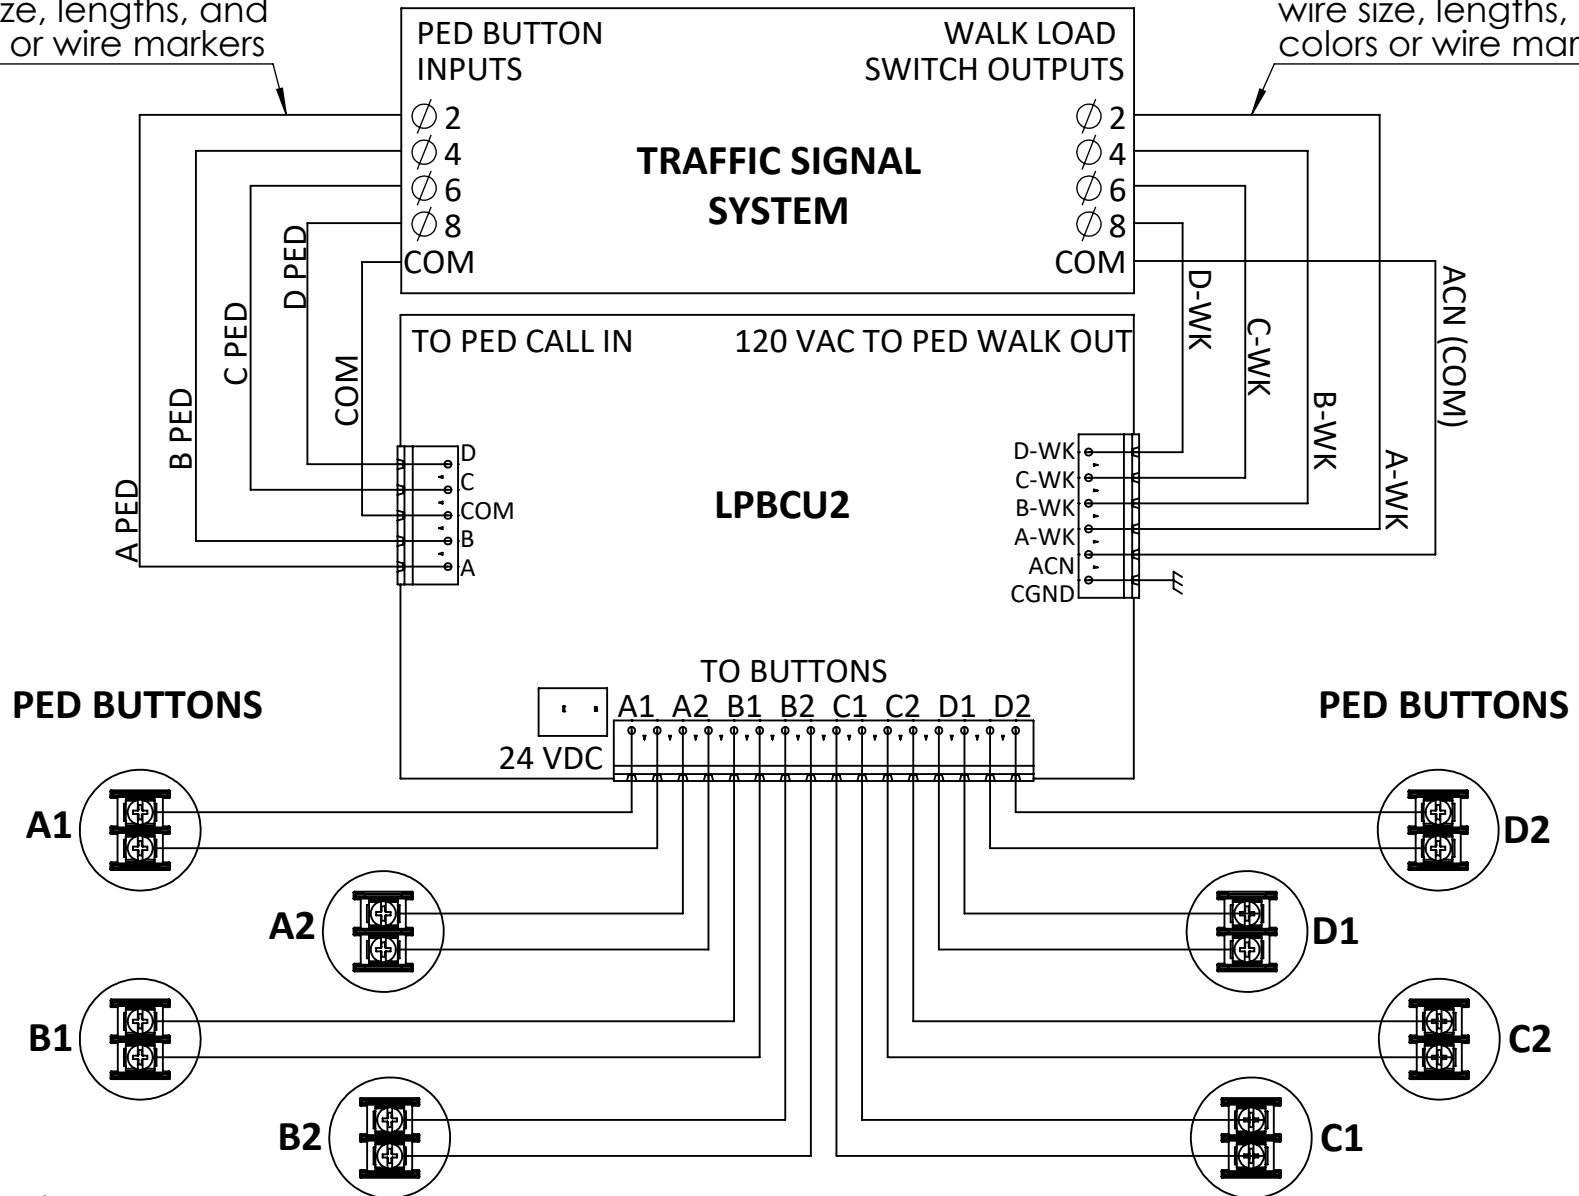 ze, lengths, and
or wire markers
wire size, lengths,
colors or wire mar
PED BUTTON
INPUTS
WALK LOAD
SWITCH OUTPUTS
2
4
6
8
COM
TRAFFIC SIGNAL
SYSTEM
2
4
6
8
COM
A PED
B PED
C PED
D PED
COM
D-WK
C-WK
B-WK
A-WK
ACN (COM)
TO PED CALL IN
120 VAC TO PED WALK OUT
D
C
COM
B
A
LPBCU2
D-WK
C-WK
B-WK
A-WK
ACN
CGND
TO BUTTONS
A1 A2 B1 B2 C1 C2 D1 D2
24 VDC
PED BUTTONS
PED BUTTONS
A1
D2
A2
D1
B1
C2
B2
C1